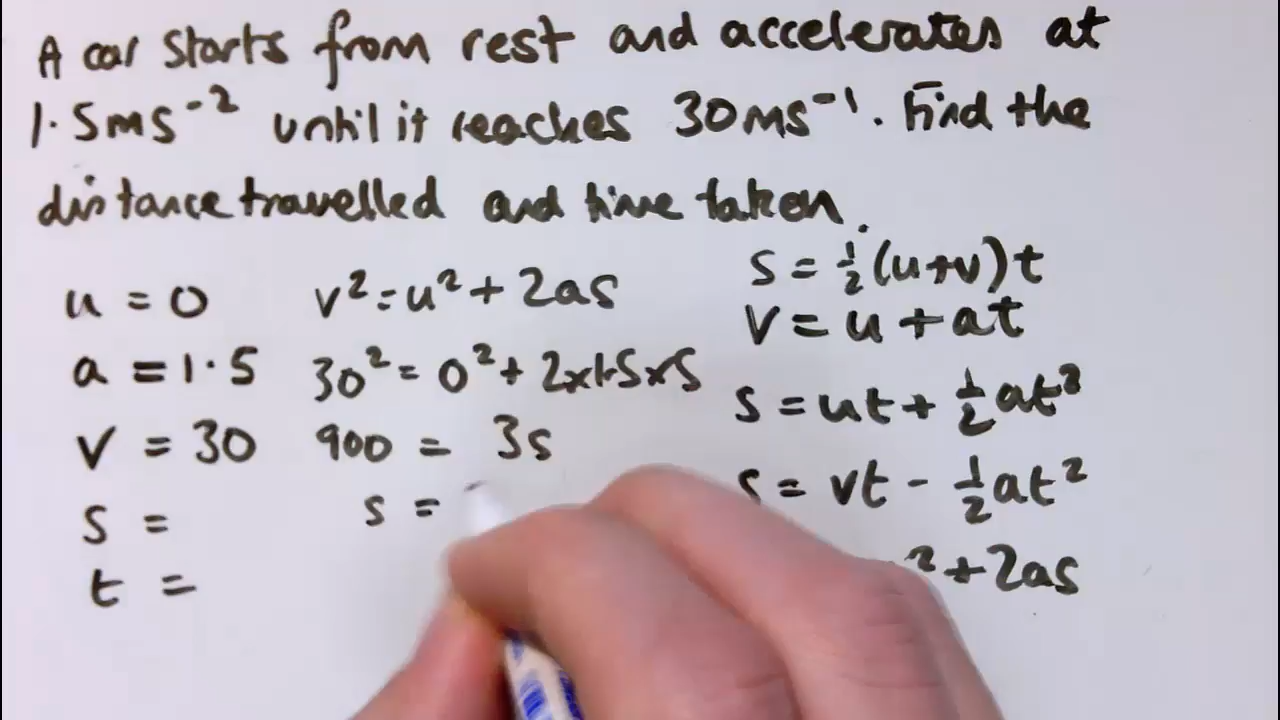 A car starts from rest and accelerates at
1.5ms⁻² until it reaches 30ms⁻¹. Find the
distance travelled and time taken.
u = 0
a = 1.5
v = 30
s =
t =
v² = u² + 2as
30² = 0² + 2x1.5xs
900 = 3s
s =
s = ½(u+v)t
v = u + at
s = ut + ½at²
s = vt - ½at²
² + 2as